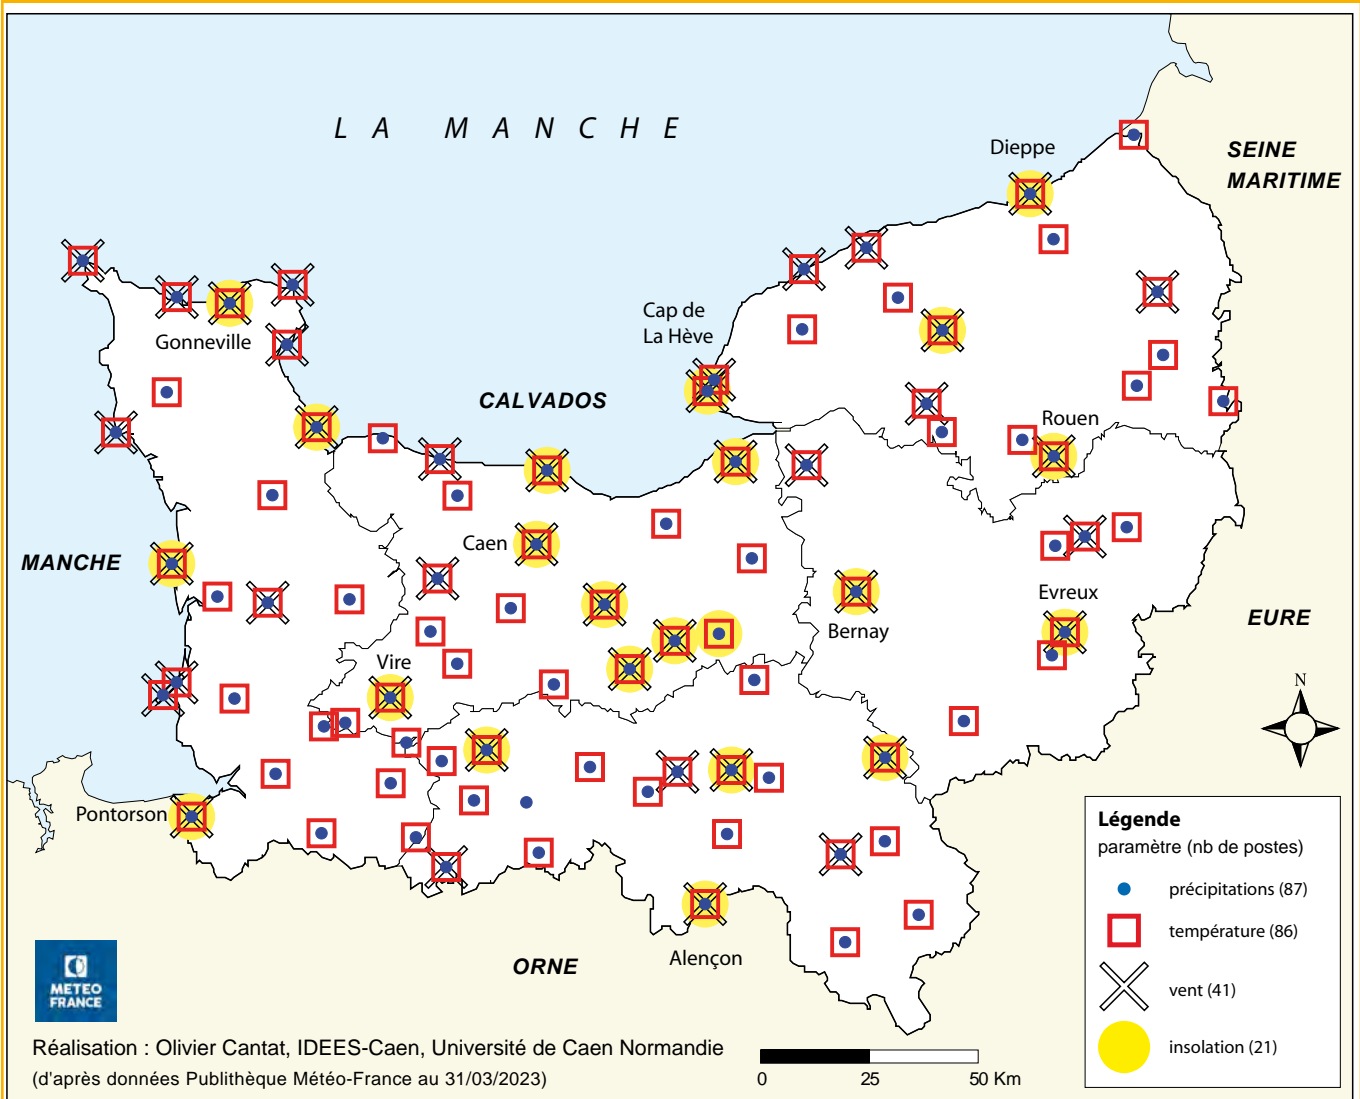 LA MANCHE
Dieppe
SEINE
MARITIME
Cap de
La Hève
Gonneville
CALVADOS
Rouen
Caen
MANCHE
Evreux
EURE
Bernay
Vire
N
Pontorson
Légende
paramètre (nb de postes)
précipitations (87)
température (86)
vent (41)
insolation (21)
Alençon
ORNE
METEO
FRANCE
Réalisation : Olivier Cantat, IDEES-Caen, Université de Caen Normandie
(d'après données Publithèque Météo-France au 31/03/2023)
0 25 50 Km